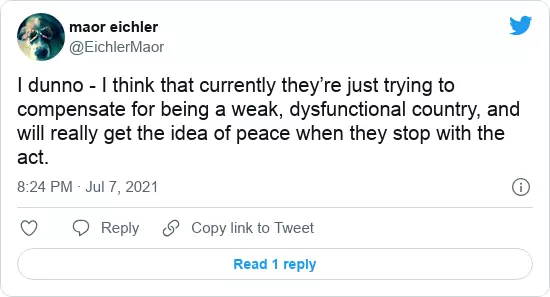 maor eichler
@EichlerMaor
I dunno - I think that currently they’re just trying to
compensate for being a weak, dysfunctional country, and
will really get the idea of peace when they stop with the
act.
8:24 PM · Jul 7, 2021
Reply
Copy link to Tweet
Read 1 reply